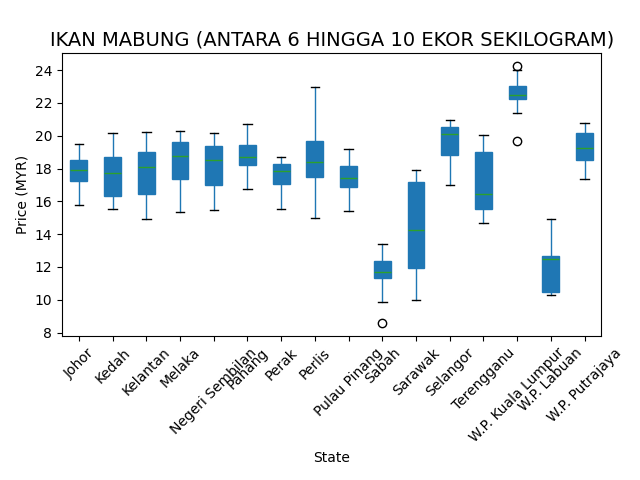 IKAN MABUNG (ANTARA 6 HINGGA 10 EKOR SEKILOGRAM)
24
22
20
18
16
14
12
10
8
Price (MYR)
Johor
Kedah
Kelantan
Melaka
Negeri Sembilan
Pahang
Perak
Perlis
Pulau Pinang
Sabah
Sarawak
Selangor
Terengganu
W.P. Kuala Lumpur
W.P. Labuan
W.P. Putrajaya
State